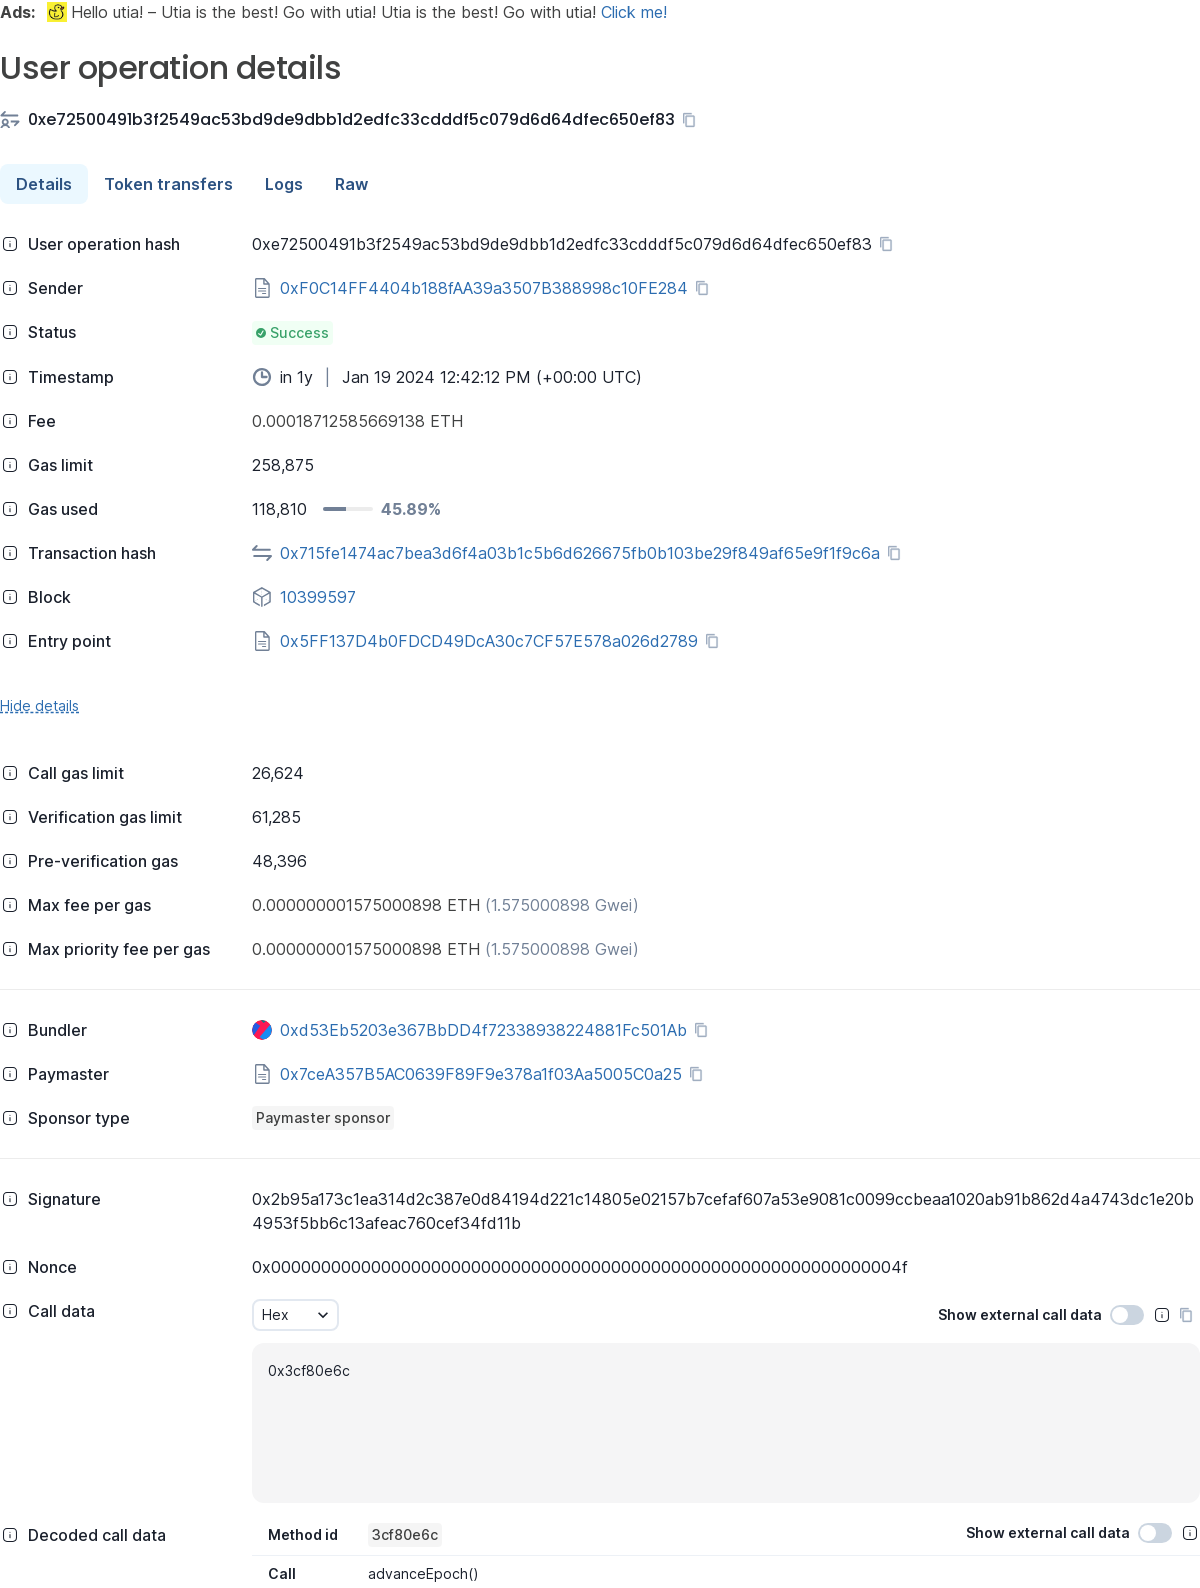 Ads: Hello utia! – Utia is the best! Go with utia! Utia is the best! Go with utia! Click me!
User operation details
0xe72500491b3f2549ac53bd9de9dbb1d2edfc33cdddf5c079d6d64dfec650ef83
Details Token transfers Logs Raw
User operation hash 0xe72500491b3f2549ac53bd9de9dbb1d2edfc33cdddf5c079d6d64dfec650ef83
Sender 0xF0C14FF4404b188fAA39a3507B388998c10FE284
Status Success
Timestamp in 1y | Jan 19 2024 12:42:12 PM (+00:00 UTC)
Fee 0.00018712585669138 ETH
Gas limit 258,875
Gas used 118,810 45.89%
Transaction hash 0x715fe1474ac7bea3d6f4a03b1c5b6d626675fb0b103be29f849af65e9f1f9c6a
Block 10399597
Entry point 0x5FF137D4b0FDCD49DcA30c7CF57E578a026d2789
Hide details
Call gas limit 26,624
Verification gas limit 61,285
Pre-verification gas 48,396
Max fee per gas 0.000000001575000898 ETH (1.575000898 Gwei)
Max priority fee per gas 0.000000001575000898 ETH (1.575000898 Gwei)
Bundler 0xd53Eb5203e367BbDD4f72338938224881Fc501Ab
Paymaster 0x7ceA357B5AC0639F89F9e378a1f03Aa5005C0a25
Sponsor type Paymaster sponsor
Signature 0x2b95a173c1ea314d2c387e0d84194d221c14805e02157b7cefaf607a53e9081c0099ccbeaa1020ab91b862d4a4743dc1e20b
4953f5bb6c13afeac760cef34fd11b
Nonce 0x000000000000000000000000000000000000000000000000000000000000004f
Call data Hex Show external call data
0x3cf80e6c
Decoded call data Method id 3cf80e6c Show external call data
Call advanceEpoch()